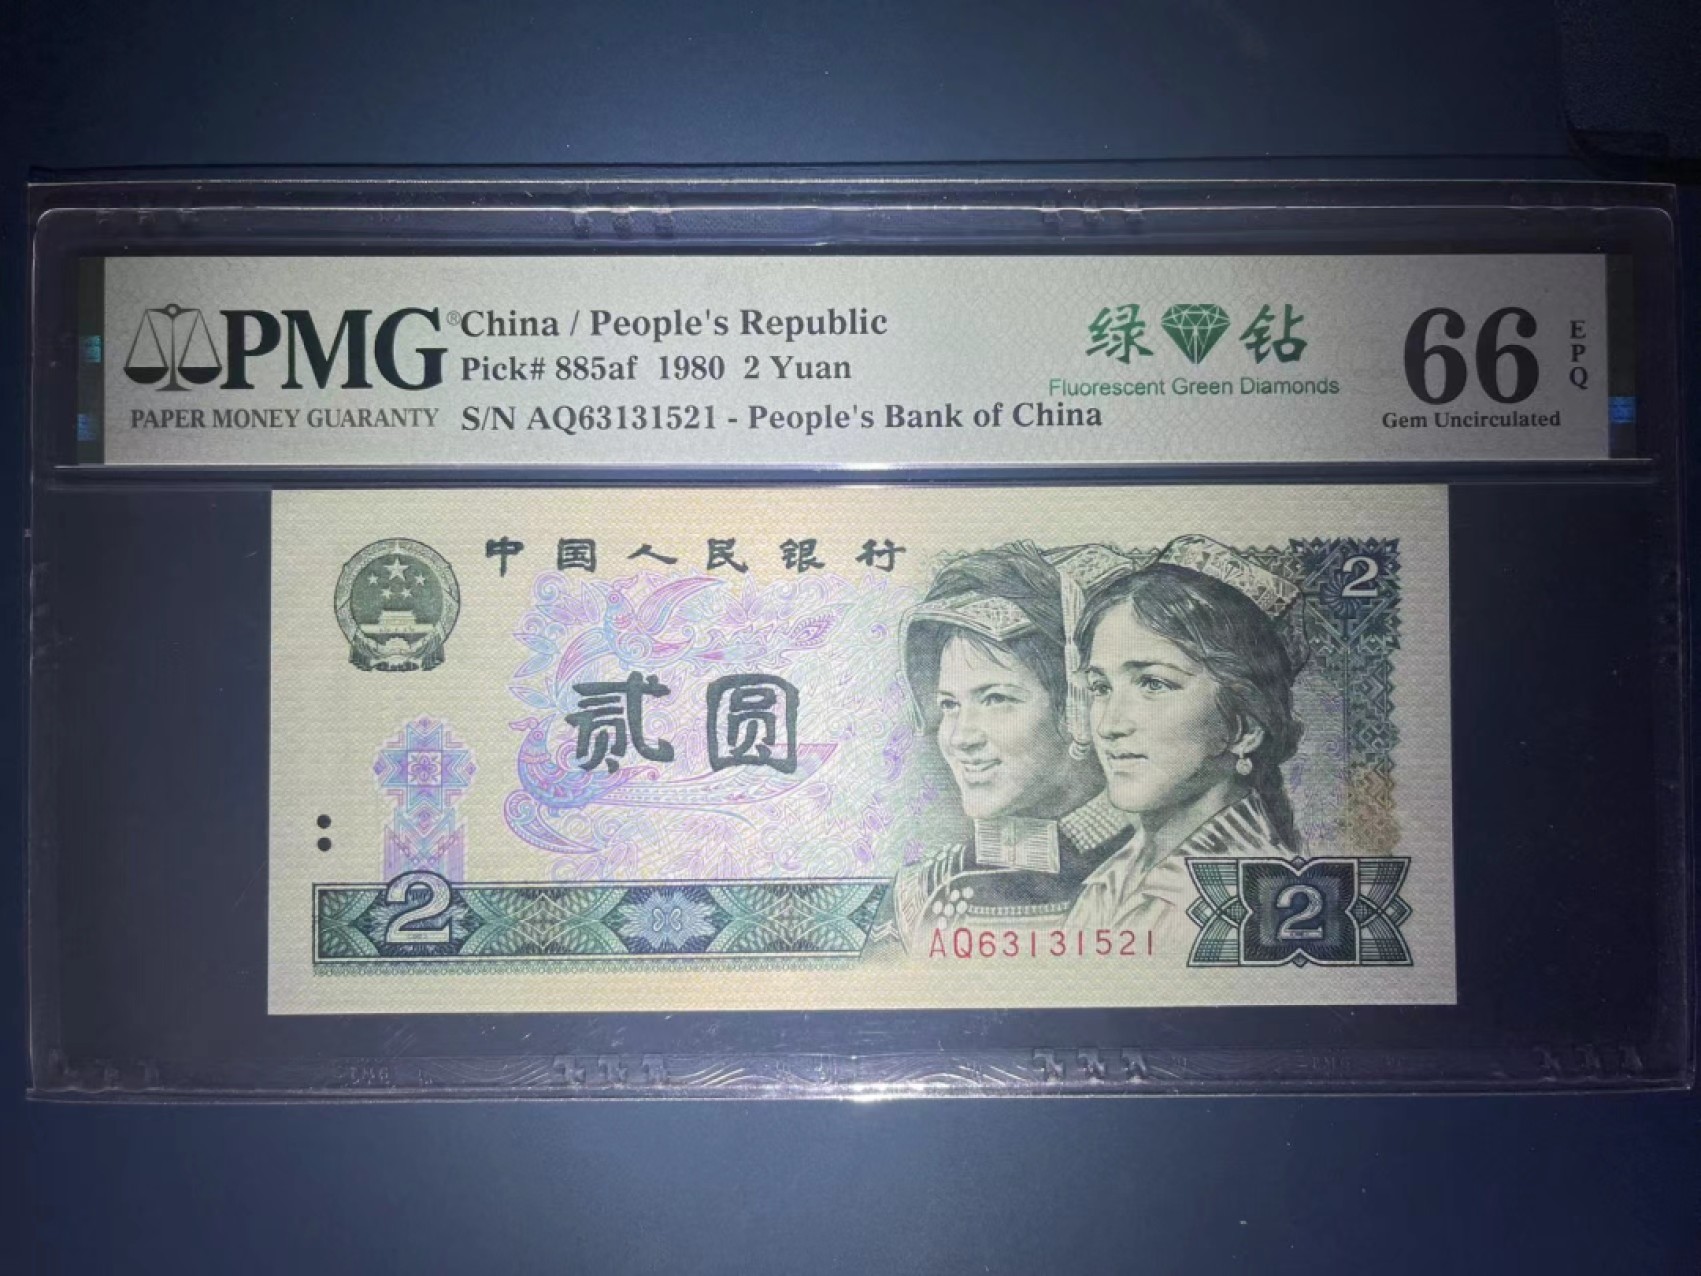 PMG®
PAPER MONEY GUARANTY
China / People's Republic
Pick# 885af 1980 2 Yuan
S/N AQ63131521 - People's Bank of China
绿 钻
Fluorescent Green Diamonds
66
EPQ
Gem Uncirculated
中国人民银行
2
贰圆
2
AQ63131521
2